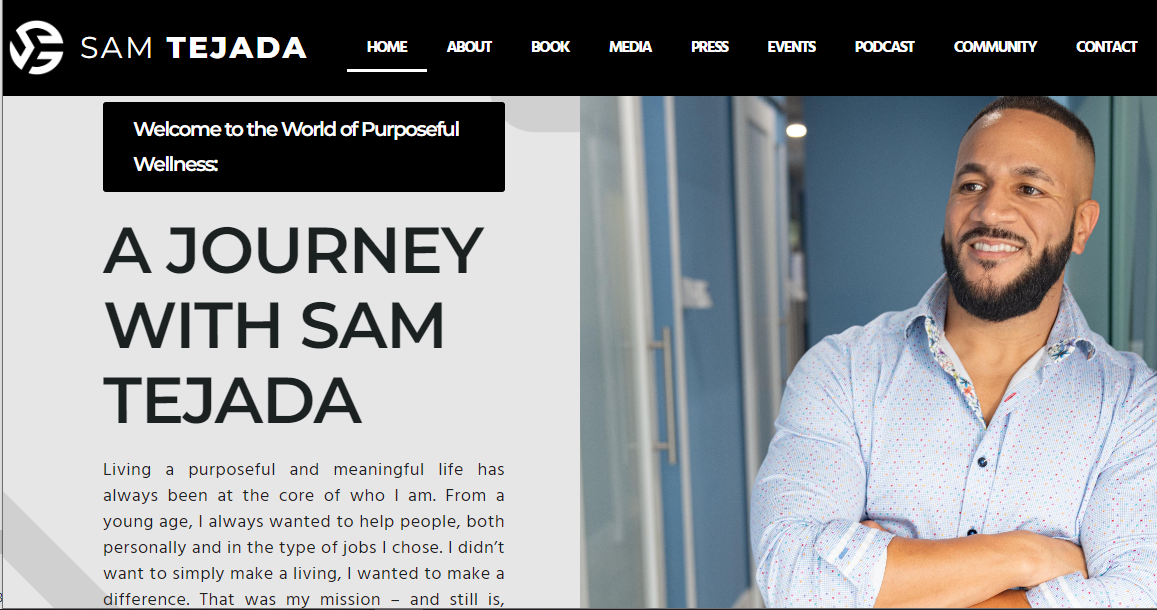 SAM TEJADA
HOME ABOUT BOOK MEDIA PRESS EVENTS PODCAST COMMUNITY CONTACT
Welcome to the World of Purposeful
Wellness:
A JOURNEY
WITH SAM
TEJADA
Living a purposeful and meaningful life has
always been at the core of who I am. From a
young age, I always wanted to help people, both
personally and in the type of jobs I chose. I didn’t
want to simply make a living, I wanted to make a
difference. That was my mission – and still is,